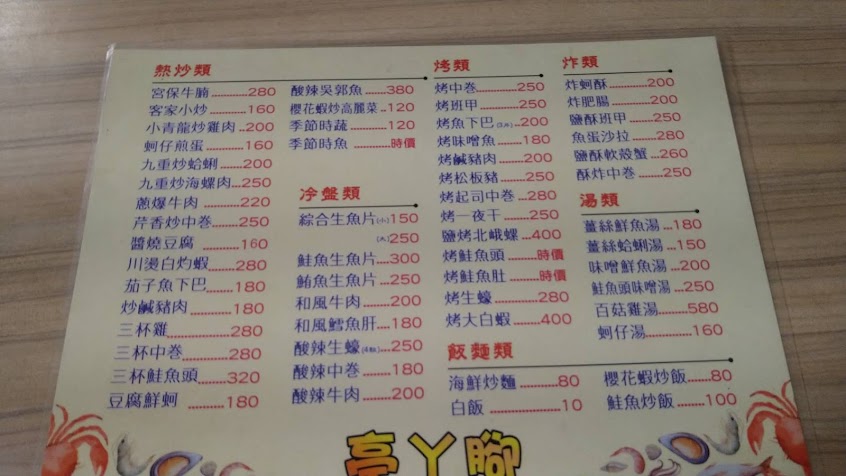 熱炒類
宮保牛腩............280
客家小炒............160
小青龍炒雞肉...200
蚵仔煎蛋............160
九重炒蛤蜊........200
九重炒海螺肉...250
蔥爆牛肉............220
芹香炒中卷........250
醬燒豆腐............160
川燙白灼蝦........280
茄子魚下巴........180
炒鹹豬肉............180
三杯雞................280
三杯中卷............280
三杯鮭魚頭........320
豆腐鮮蚵............180
酸辣吳郭魚........380
櫻花蝦炒高麗菜..120
季節時蔬............120
季節時魚............時價
冷盤類
綜合生魚片(小)150
(大)250
鮭魚生魚片........300
鮪魚生魚片........250
和風牛肉............200
和風鱈魚肝........180
酸辣生蠔(4粒)...250
酸辣中卷............180
酸辣牛肉............200
烤類
烤中卷................250
烤班甲................250
烤魚下巴(3片)...200
烤味噌魚............180
烤鹹豬肉............200
烤松板豬............250
烤起司中卷........280
烤一夜干............250
鹽烤北峨螺........400
烤鮭魚頭............時價
烤鮭魚肚............時價
烤生蠔................280
烤大白蝦............400
炸類
炸蚵酥................200
炸肥腸................200
鹽酥班甲............250
魚蛋沙拉............280
鹽酥軟殼蟹........260
酥炸中卷............250
湯類
薑絲鮮魚湯........180
薑絲蛤蜊湯........150
味噌鮮魚湯........200
鮭魚頭味噌湯....250
百菇雞湯............580
蚵仔湯................160
飯麵類
海鮮炒麵............80
白飯....................10
櫻花蝦炒飯........80
鮭魚炒飯............100
亭丫腳